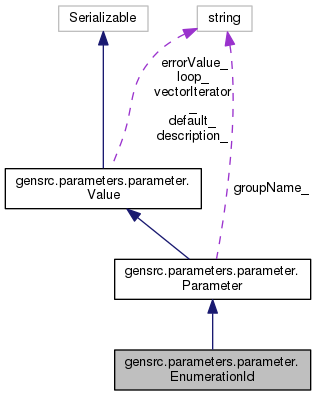 Serializable
string
errorValue_
loop_
vectorIterator
_
default_
description_
gensrc.parameters.parameter.
Value
groupName_
gensrc.parameters.parameter.
Parameter
gensrc.parameters.parameter.
EnumerationId